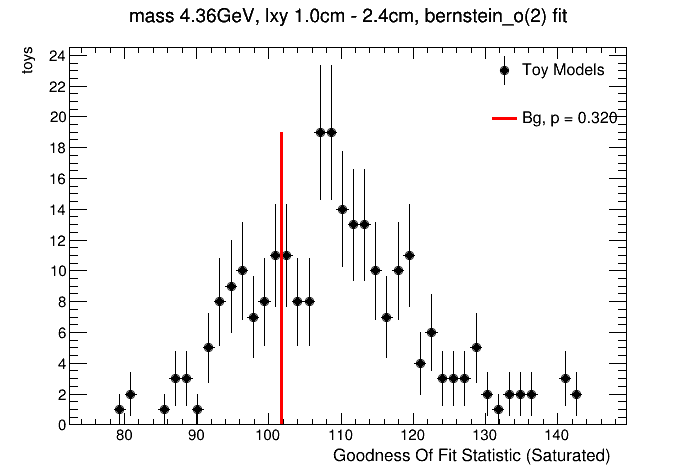 mass 4.36GeV, lxy 1.0cm - 2.4cm, bernstein_o(2) fit
toys
24
22
20
18
16
14
12
10
8
6
4
2
0
Toy Models
Bg, p = 0.320
80 90 100 110 120 130 140
Goodness Of Fit Statistic (Saturated)